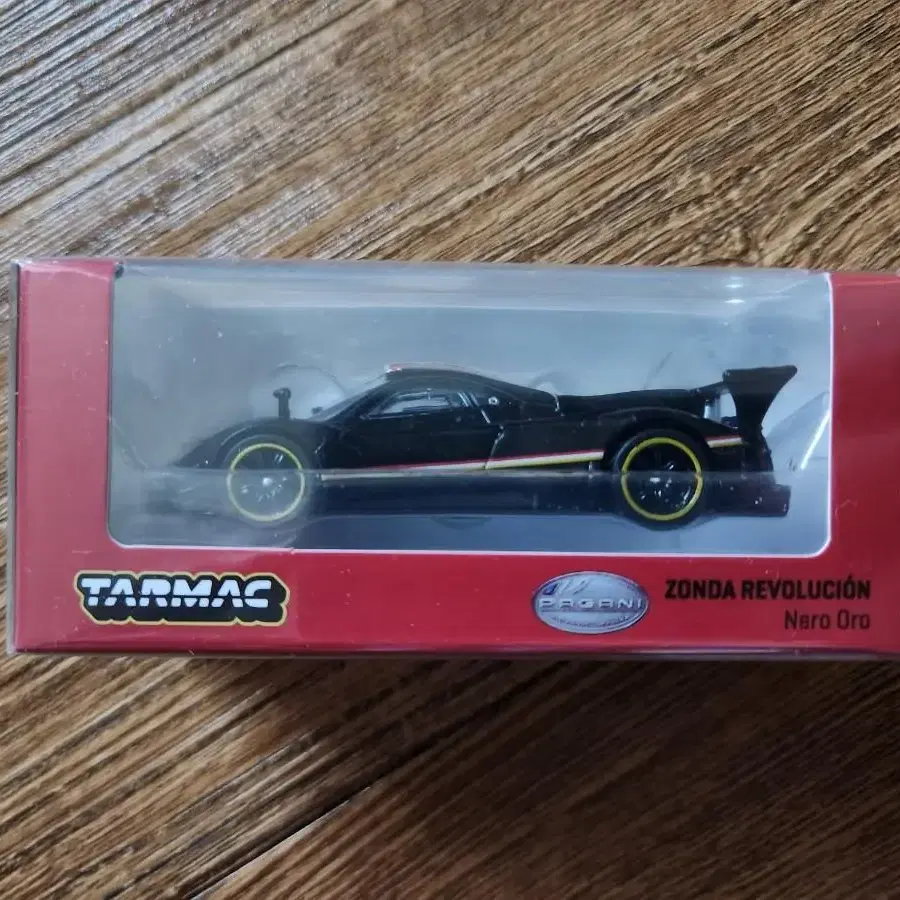 TARMAC
PAGANI
ZONDA REVOLUCIÓN
Nero Oro